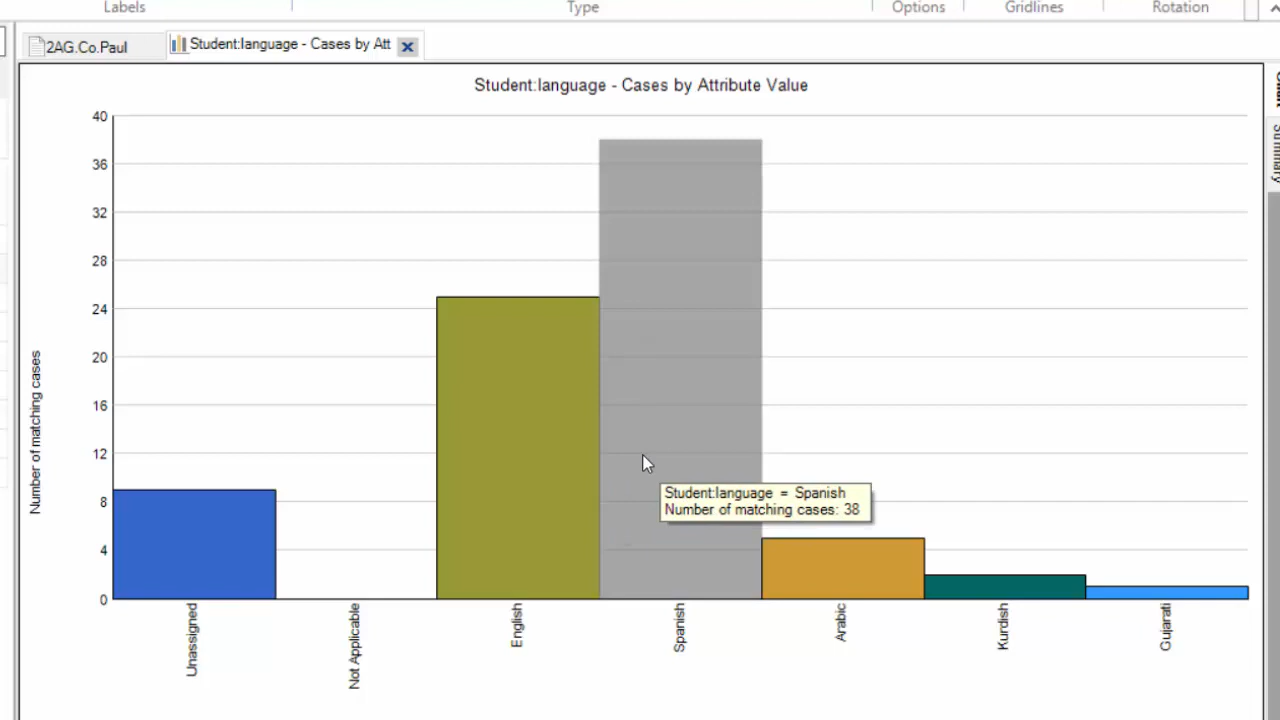 Labels Type Options Gridlines Rotation
2AG.Co.Paul Student:language - Cases by Att
Student:language - Cases by Attribute Value
Summary
Number of matching cases
40
36
32
28
24
20
16
12
8
4
0
Student:language = Spanish
Number of matching cases: 38
Unassigned
Not Applicable
English
Spanish
Arabic
Kurdish
Gujarati